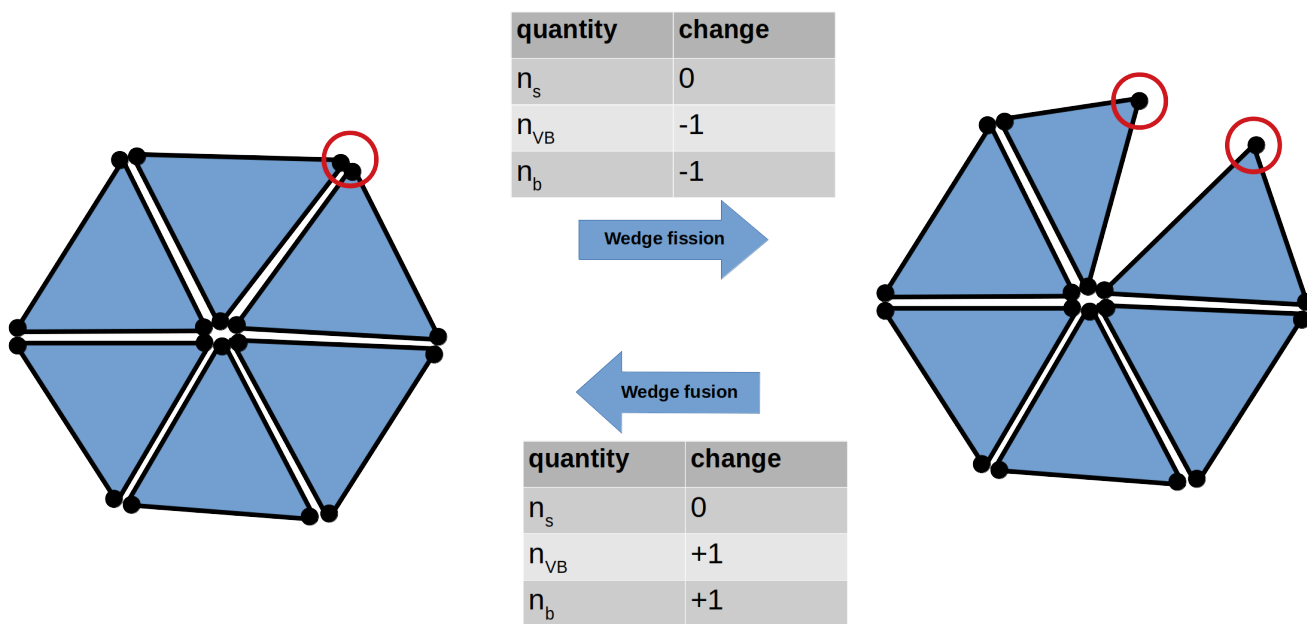 quantity change
n_s 0
n_VB -1
n_b -1
Wedge fission
Wedge fusion
quantity change
n_s 0
n_VB +1
n_b +1